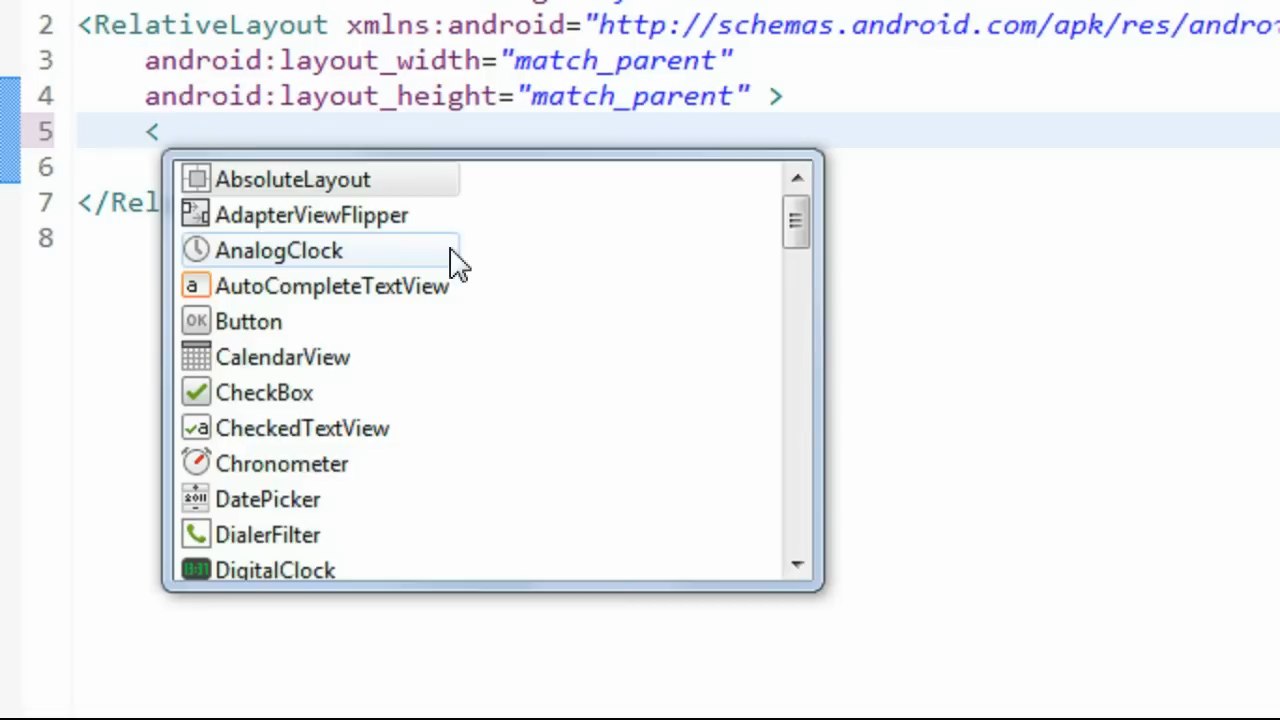 2 <RelativeLayout xmlns:android="http://schemas.android.com/apk/res/andro
3 android:layout_width="match_parent"
4 android:layout_height="match_parent" >
5 <
6
7 </Rel
8
AbsoluteLayout
AdapterViewFlipper
AnalogClock
a AutoCompleteTextView
OK Button
CalendarView
CheckBox
a CheckedTextView
Chronometer
2011 DatePicker
DialerFilter
DigitalClock